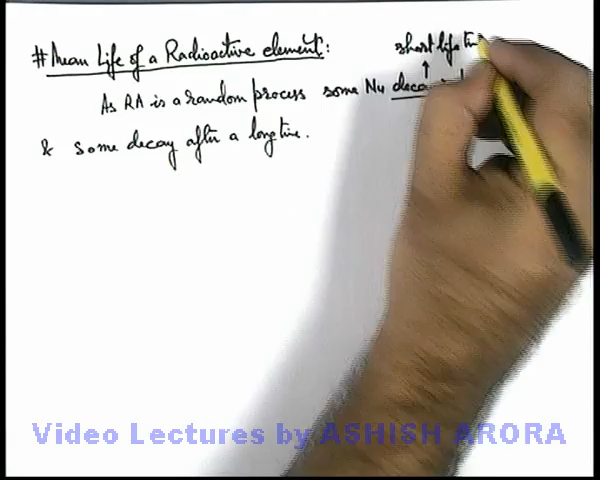 # Mean Life of a Radioactive element:
short life
As RA is a random process some Nu decay
& some decay after a long time.
Video Lectures by ASHISH ARORA